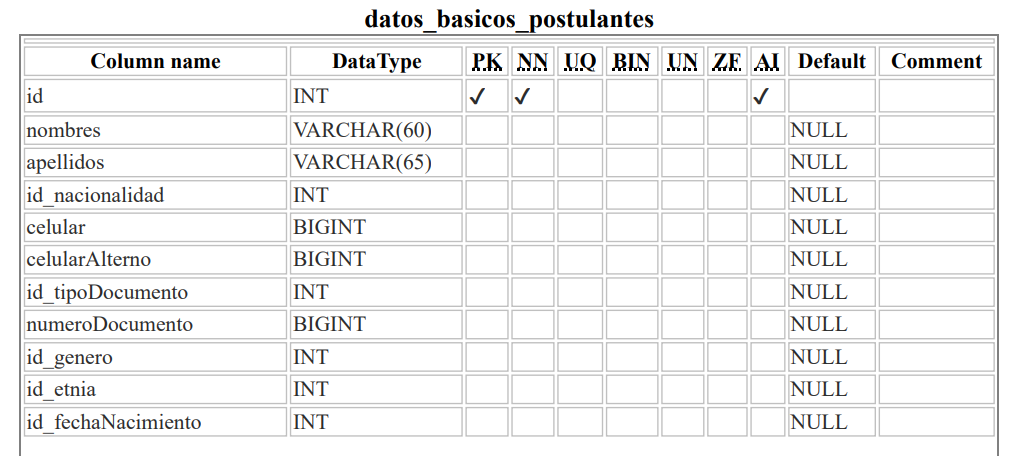 datos_basicos_postulantes
Column name DataType PK NN UQ BIN UN ZF AI Default Comment
id INT ✓ ✓ ✓
nombres VARCHAR(60) NULL
apellidos VARCHAR(65) NULL
id_nacionalidad INT NULL
celular BIGINT NULL
celularAlterno BIGINT NULL
id_tipoDocumento INT NULL
numeroDocumento BIGINT NULL
id_genero INT NULL
id_etnia INT NULL
id_fechaNacimiento INT NULL